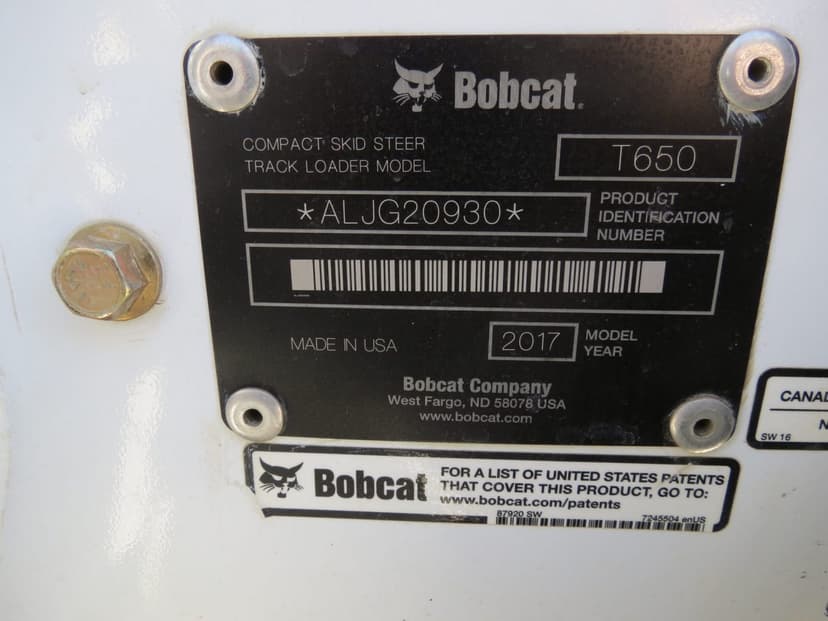 Bobcat
COMPACT SKID STEER
TRACK LOADER MODEL
T650
*ALJG20930*
PRODUCT
IDENTIFICATION
NUMBER
MADE IN USA
2017
MODEL
YEAR
Bobcat Company
West Fargo, ND 58078 USA
www.bobcat.com
CANAD
N
SW 16
Bobcat
FOR A LIST OF UNITED STATES PATENTS
THAT COVER THIS PRODUCT, GO TO:
www.bobcat.com/patents
87920 SW
7245504 enUS